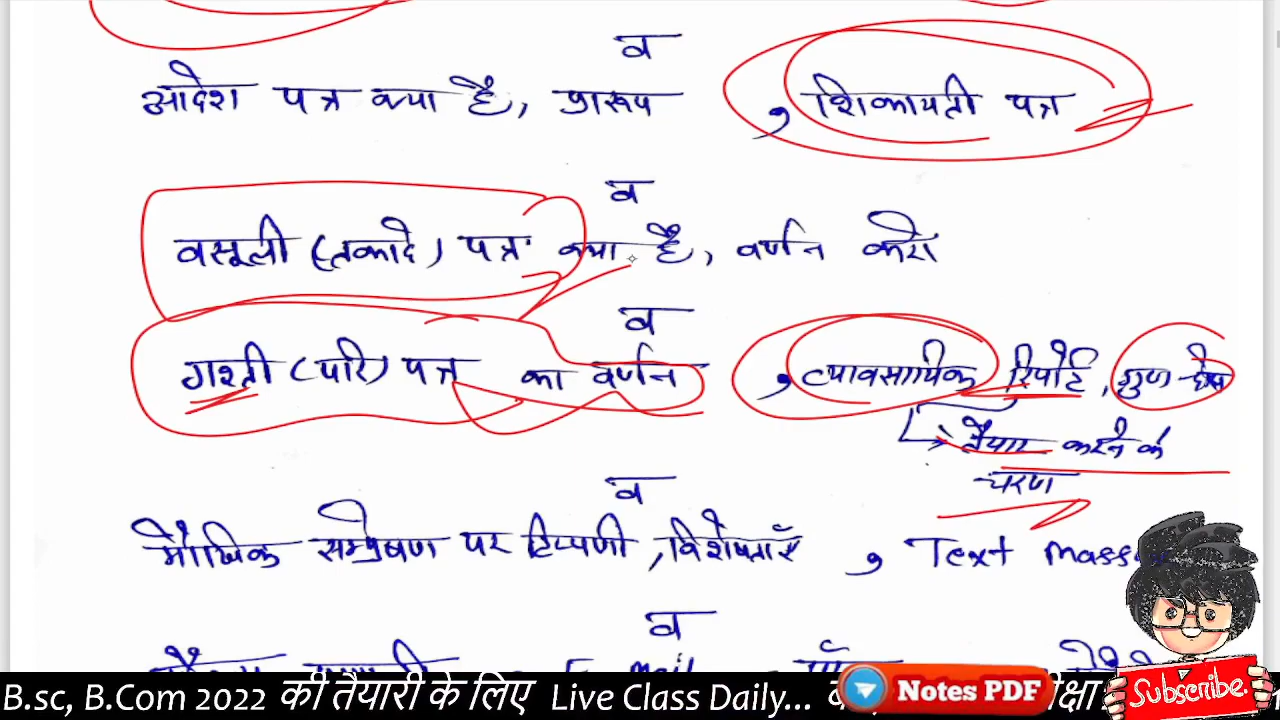 व
आदेश पत्र क्या है, प्रारूप , शिकायती पत्र
व
वसूली (तकादे) पत्र क्या है, वर्णन करो
व
गश्ती (परि) पत्र का वर्णन , व्यावसायिक रिपोर्ट, गुण दोष
तैयार करने के
चरण
व
मौखिक सम्प्रेषण पर टिप्पणी, विशेषताएँ , Text
व
B.sc, B.Com 2022 की तैयारी के लिए Live Class Daily...
Notes PDF
Subscribe